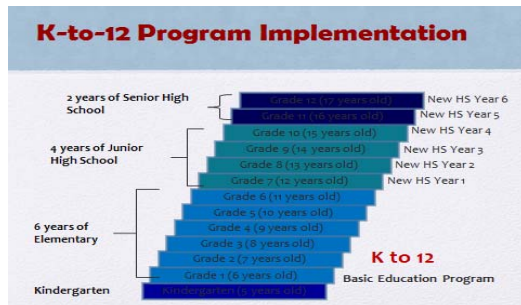 K-to-12 Program Implementation
2 years of Senior High
School
Grade 12 (17 years old)
New HS Year 6
Grade 11 (16 years old)
New HS Year 5
4 years of Junior
High School
Grade 10 (15 years old)
New HS Year 4
Grade 9 (14 years old)
New HS Year 3
Grade 8 (13 years old)
New HS Year 2
Grade 7 (12 years old)
New HS Year 1
6 years of
Elementary
Grade 6 (11 years old)
Grade 5 (10 years old)
Grade 4 (9 years old)
Grade 3 (8 years old)
Grade 2 (7 years old)
Grade 1 (6 years old)
Kindergarten
Kindergarten (5 years old)
K to 12
Basic Education Program